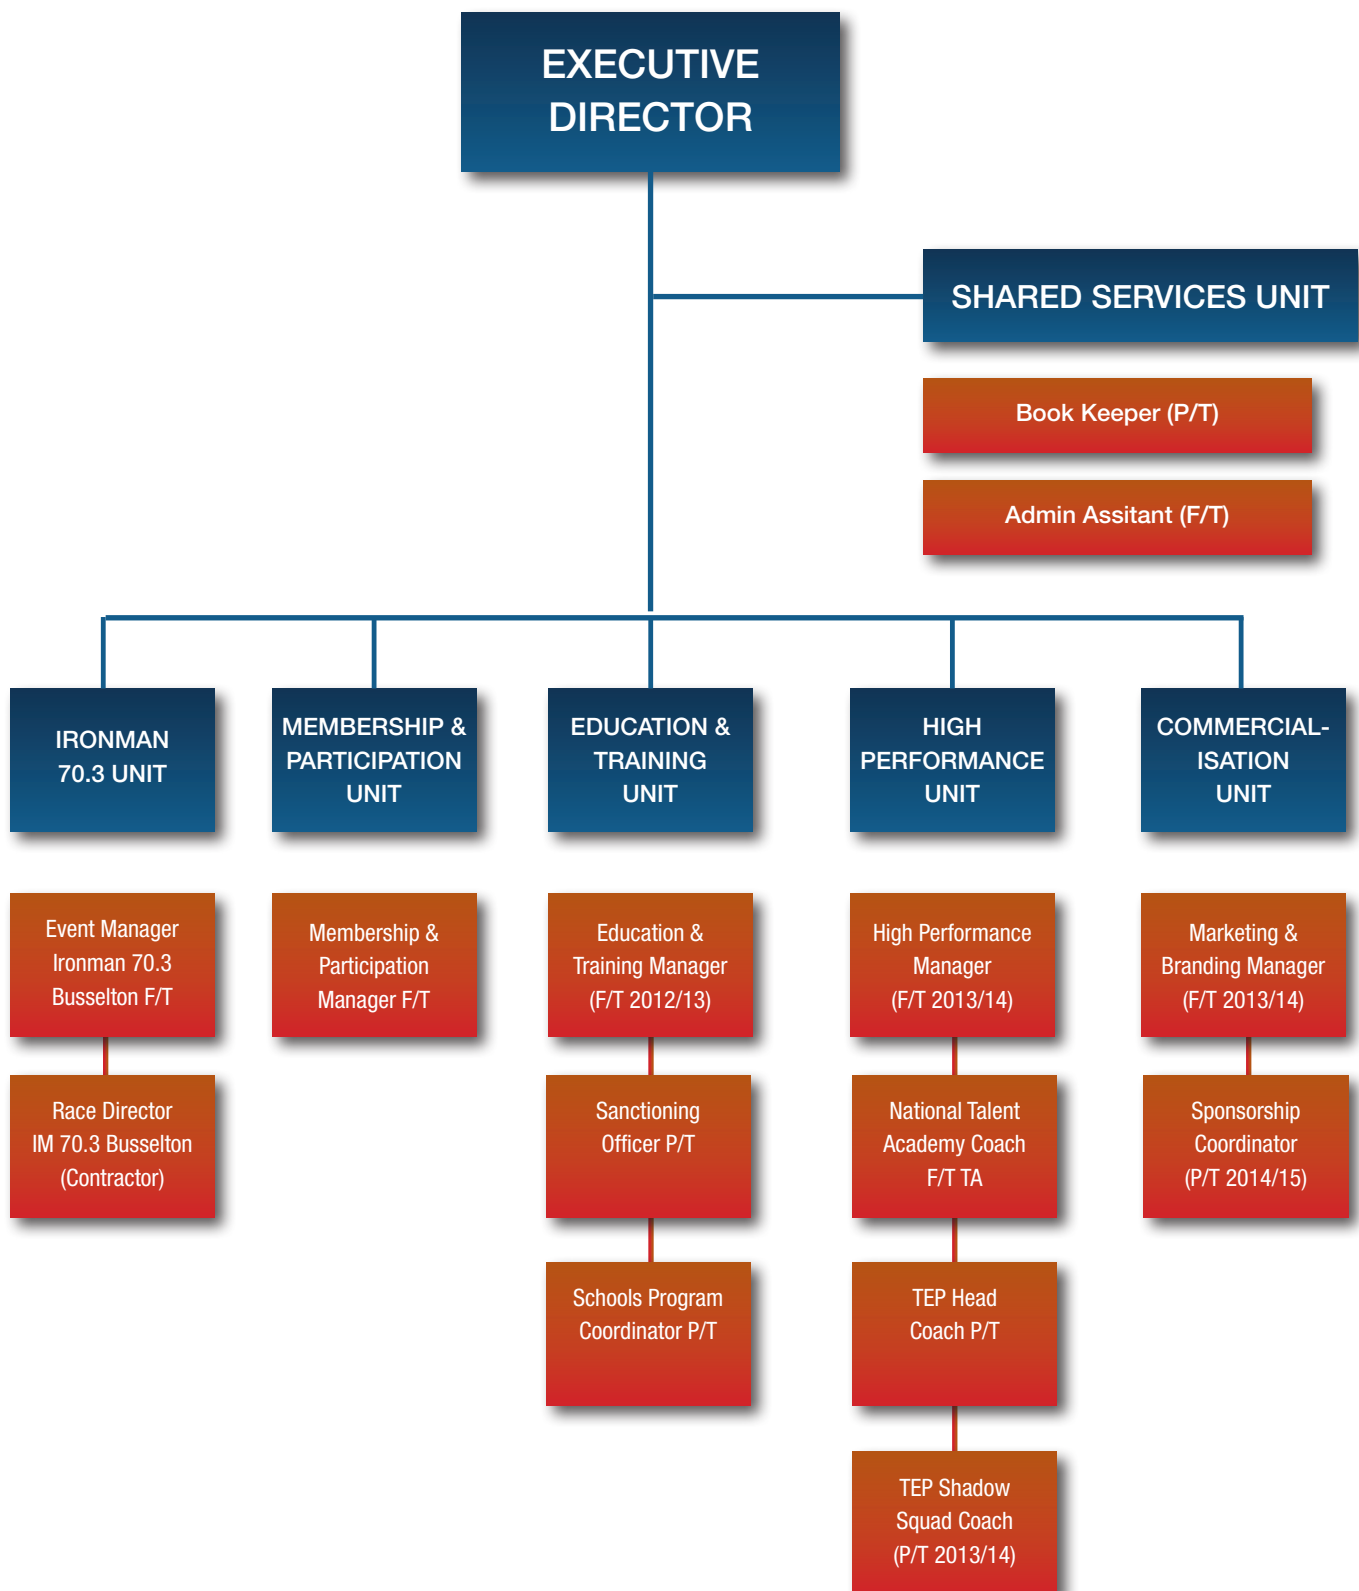 EXECUTIVE
DIRECTOR
SHARED SERVICES UNIT
Book Keeper (P/T)
Admin Assitant (F/T)
IRONMAN
70.3 UNIT
MEMBERSHIP &
PARTICIPATION
UNIT
EDUCATION &
TRAINING
UNIT
HIGH
PERFORMANCE
UNIT
COMMERCIAL-
ISATION
UNIT
Event Manager
Ironman 70.3
Busselton F/T
Membership &
Participation
Manager F/T
Education &
Training Manager
(F/T 2012/13)
High Performance
Manager
(F/T 2013/14)
Marketing &
Branding Manager
(F/T 2013/14)
Race Director
IM 70.3 Busselton
(Contractor)
Sanctioning
Officer P/T
National Talent
Academy Coach
F/T TA
Sponsorship
Coordinator
(P/T 2014/15)
Schools Program
Coordinator P/T
TEP Head
Coach P/T
TEP Shadow
Squad Coach
(P/T 2013/14)